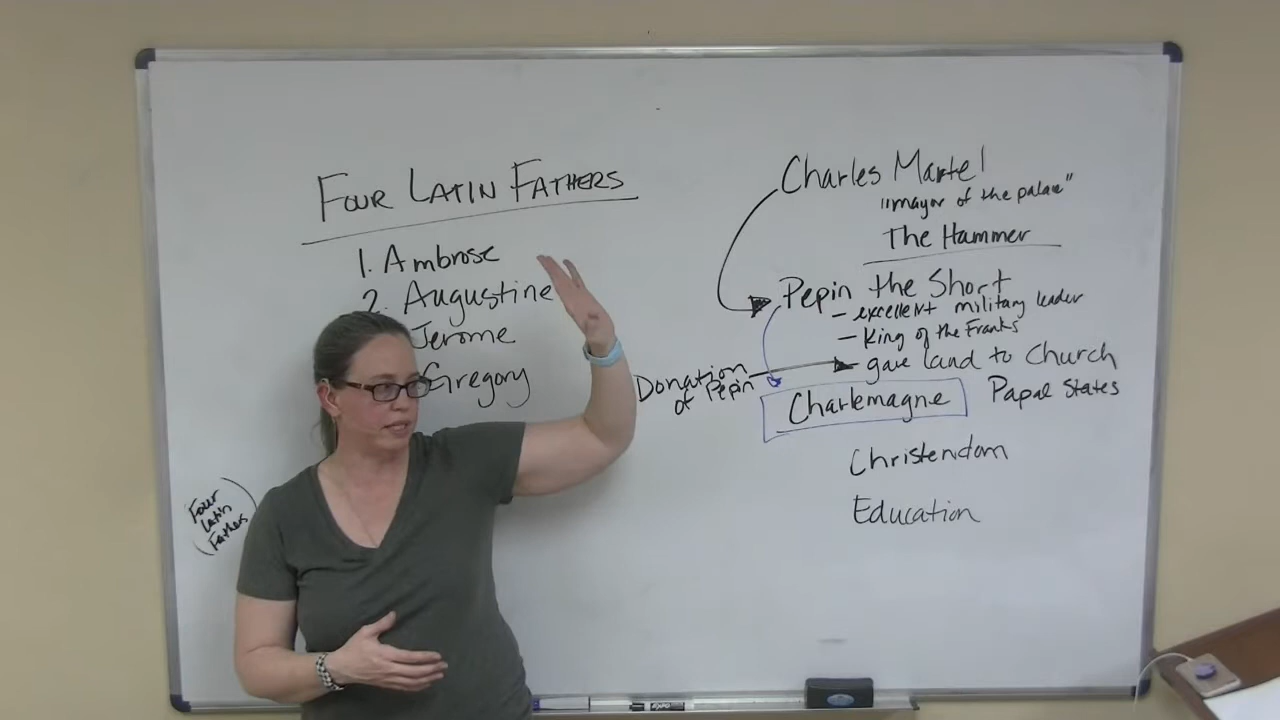 FOUR LATIN FATHERS
1. Ambrose
2. Augustine
Jerome
Gregory
Four
Latin
Fathers
Charles Martel
"mayor of the palace"
The Hammer
Pepin the Short
- excellent military leader
- King of the Franks
- gave land to Church
Papal States
Donation
of Pepin
Charlemagne
Christendom
Education